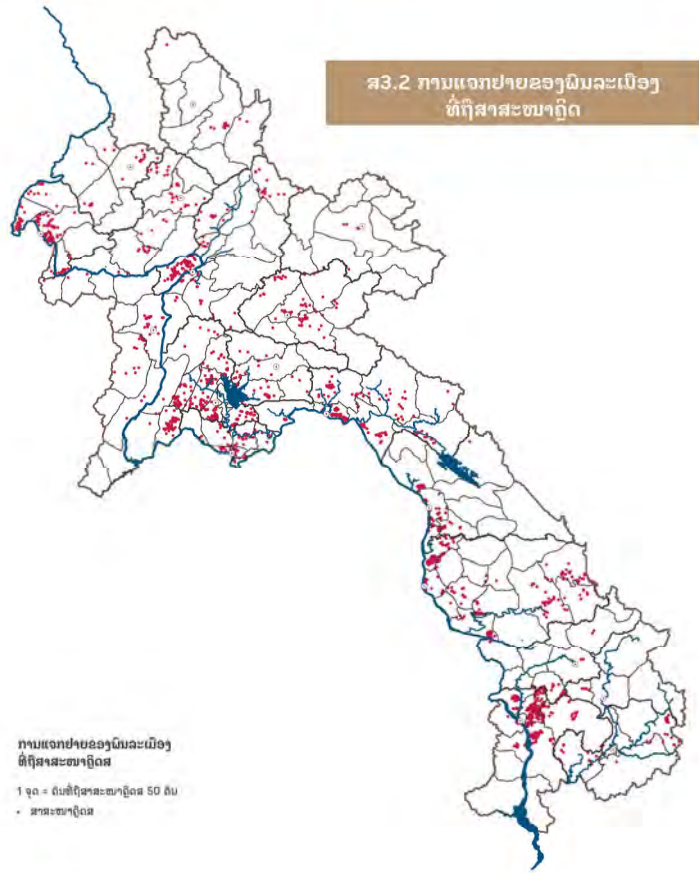 ສ3.2 ການແຈກຢາຍຂອງພົນລະເມືອງ
ທີ່ຖືສາສະໜາຄຼິດ
ການແຈກຢາຍຂອງພົນລະເມືອງ
ທີ່ຖືສາສະໜາຄຼິດສ
1 ຈຸດ = ຄົນທີ່ຖືສາສະໜາຄຼິດສ 50 ຄົນ
• ສາສະໜາຄຼິດສ